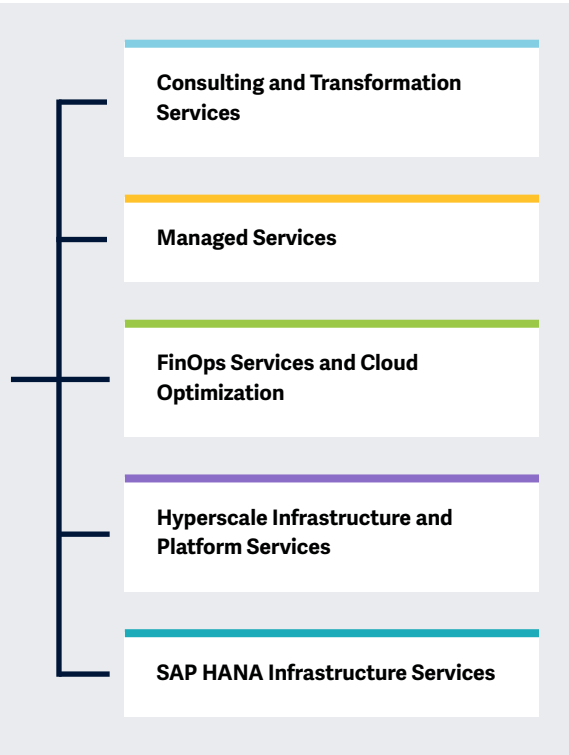 Consulting and Transformation
Services
Managed Services
FinOps Services and Cloud
Optimization
Hyperscale Infrastructure and
Platform Services
SAP HANA Infrastructure Services